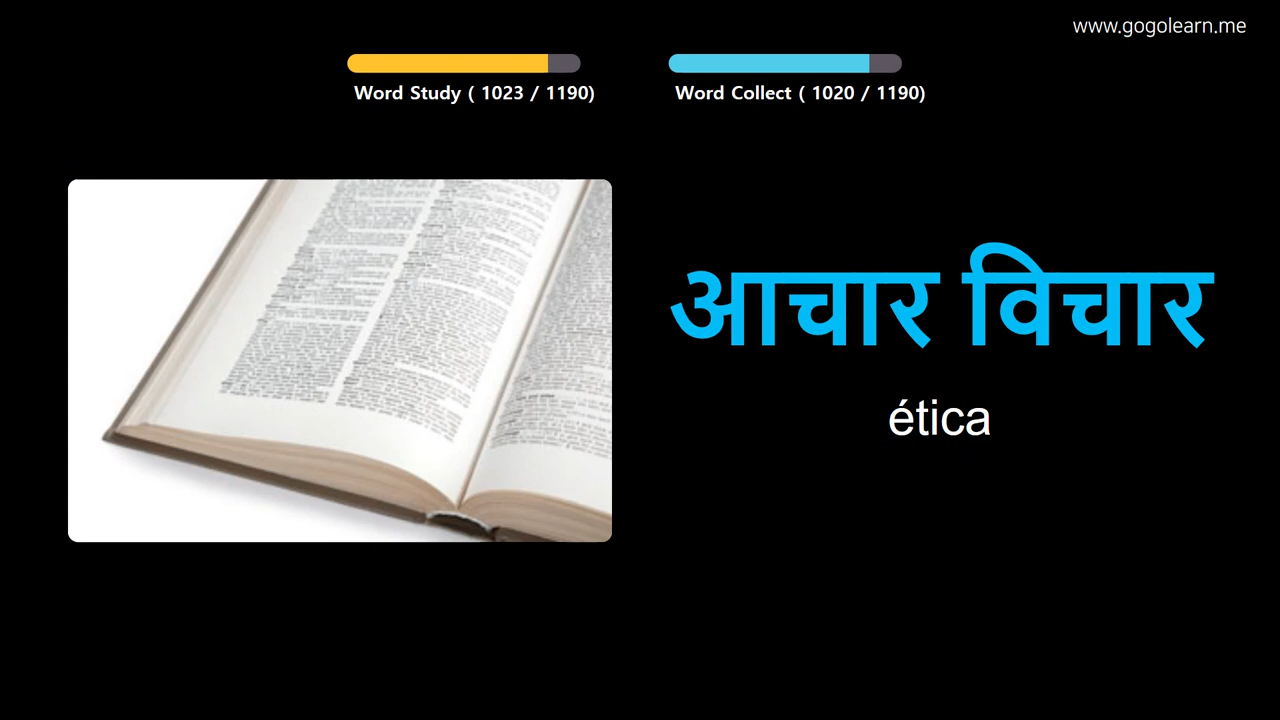 www.gogolearn.me
Word Study ( 1023 / 1190)
Word Collect ( 1020 / 1190)
आचार विचार
ética